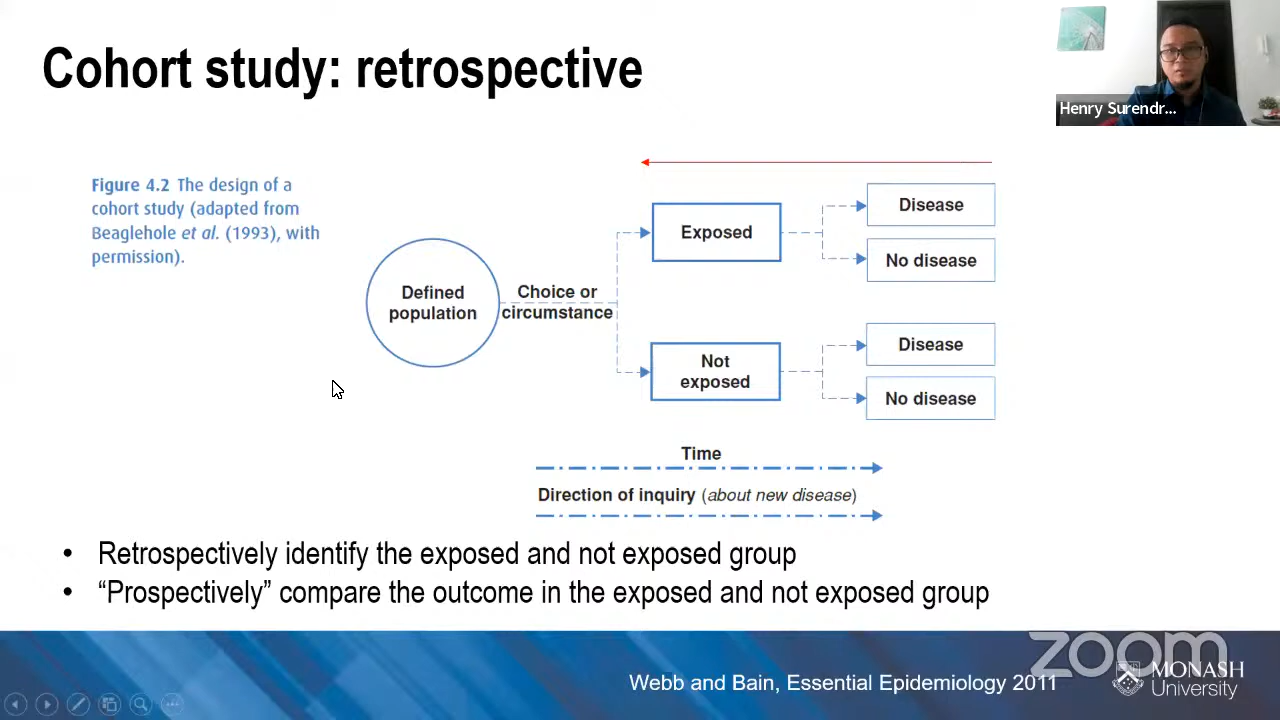 Cohort study: retrospective
Henry Surendr...
Figure 4.2 The design of a
cohort study (adapted from
Beaglehole et al. (1993), with
permission).
Defined
population
Choice or
circumstance
Exposed
Disease
No disease
Not
exposed
Disease
No disease
Time
Direction of inquiry (about new disease)
• Retrospectively identify the exposed and not exposed group
• “Prospectively” compare the outcome in the exposed and not exposed group
Webb and Bain, Essential Epidemiology 2011
zoom
MONASH
University